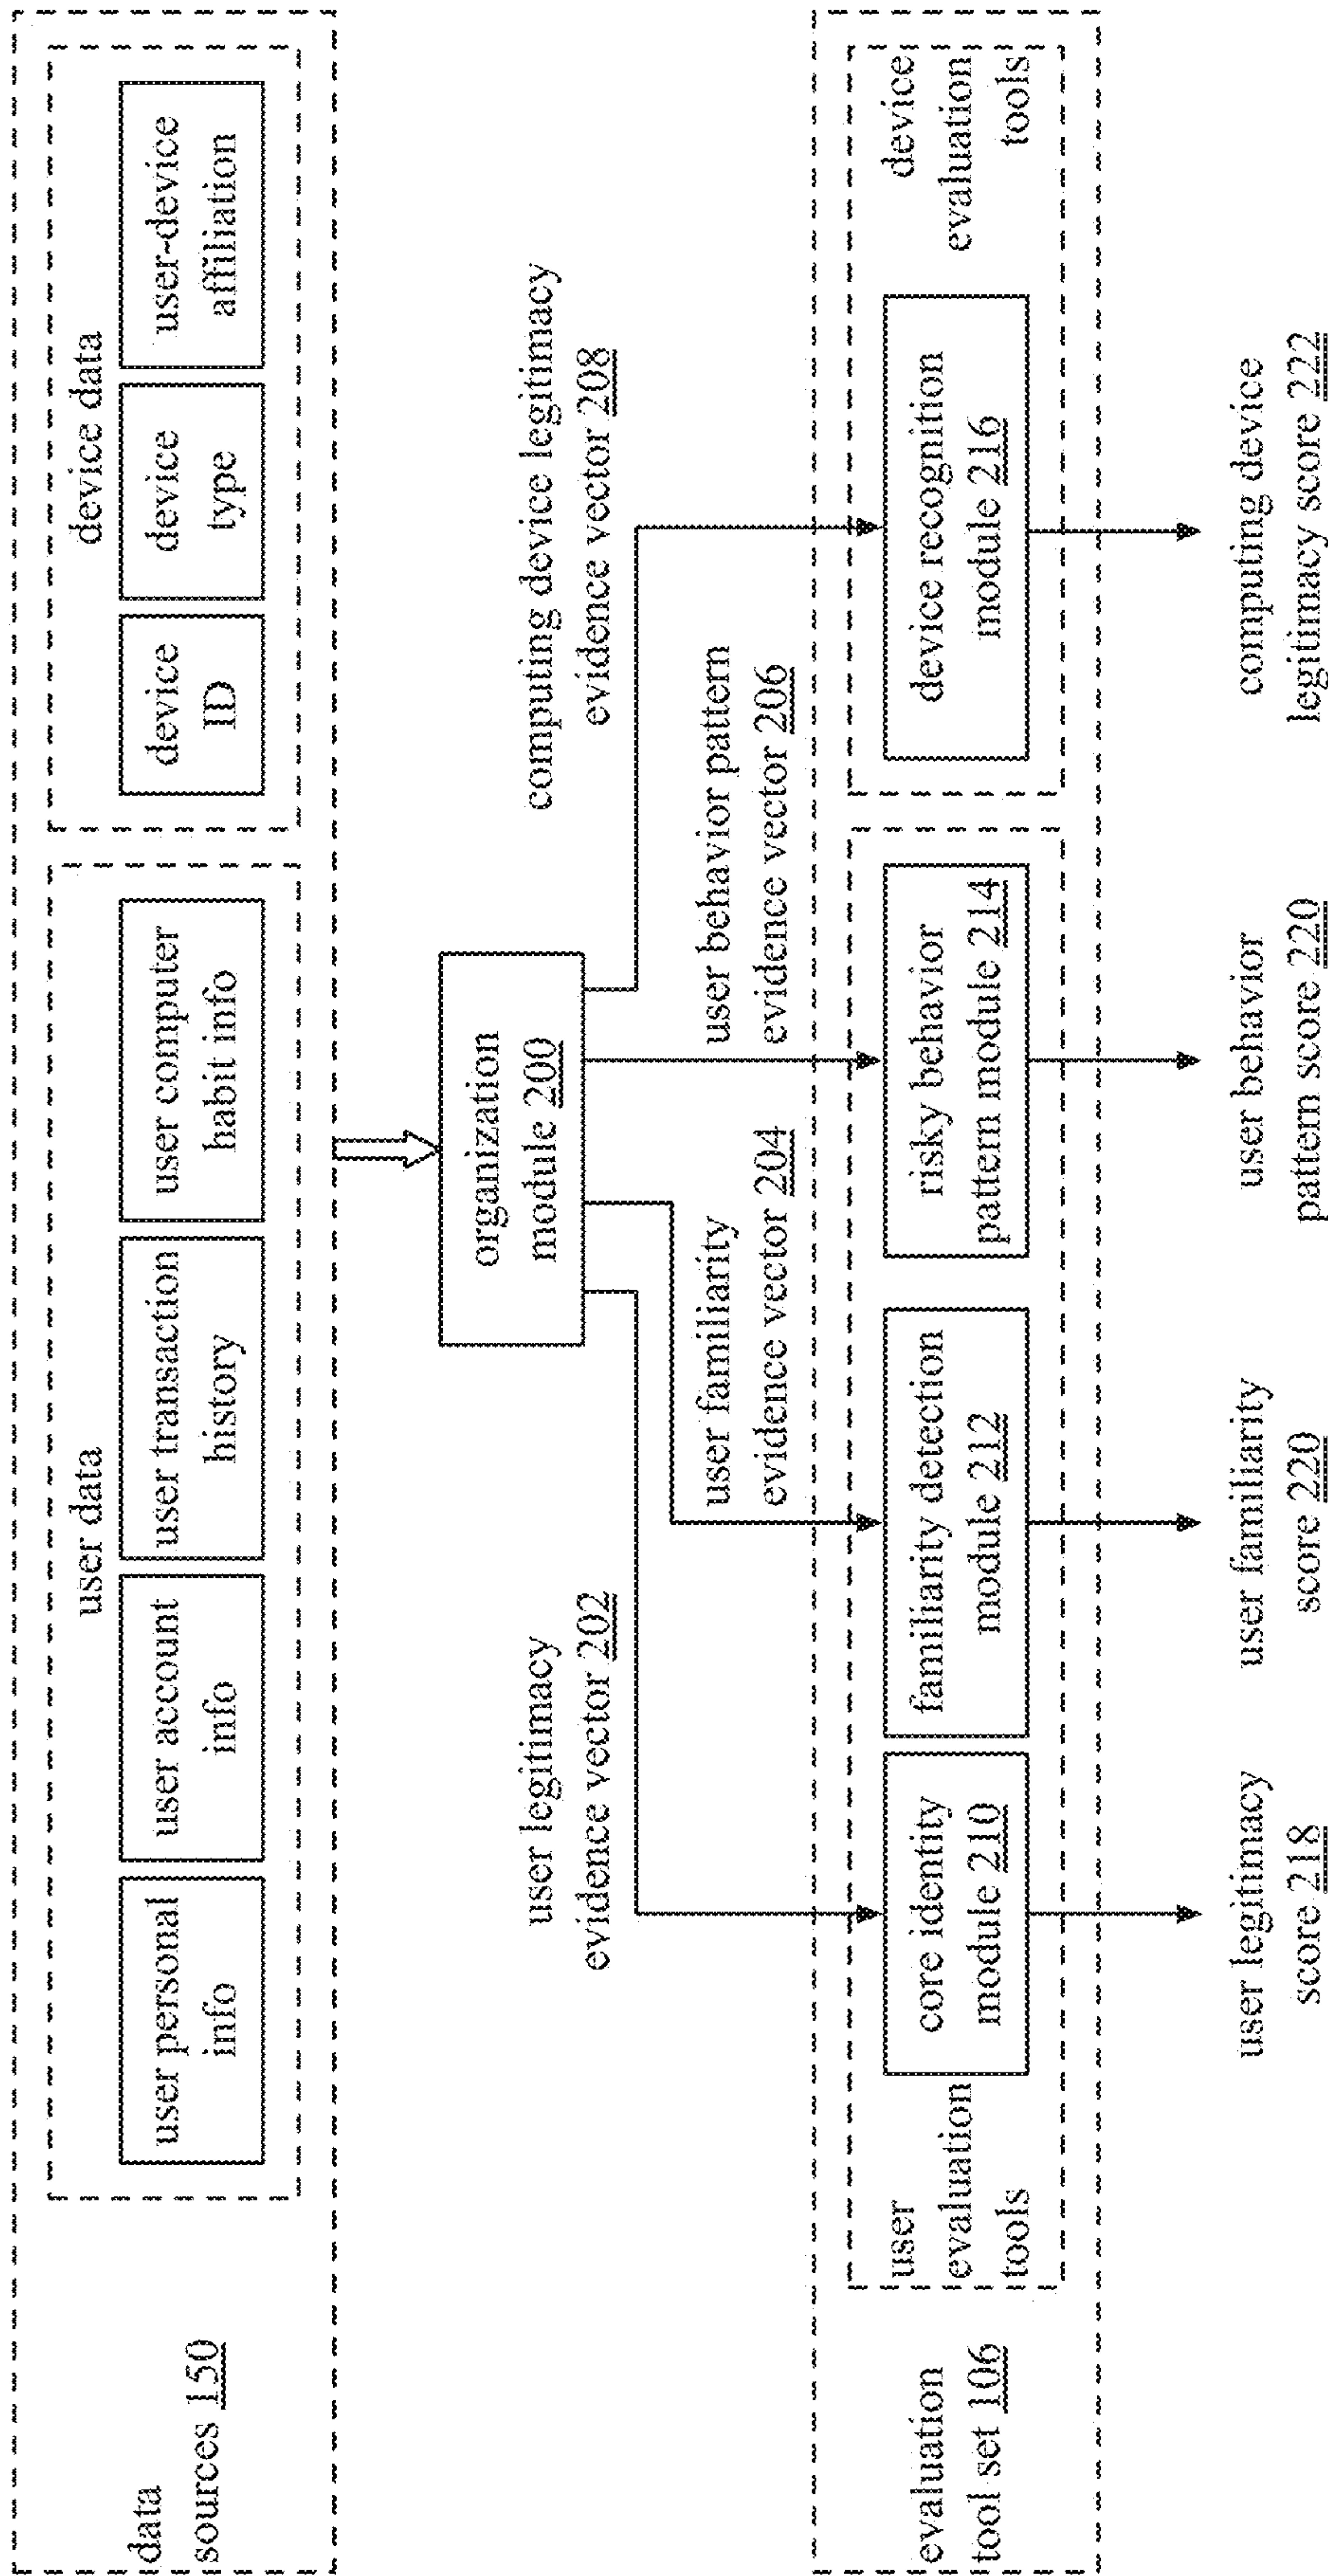 data
sources 150
user data
user personal
info
user account
info
user transaction
history
user computer
habit info
device data
device
ID
device
type
user-device
affiliation
organization
module 200
user legitimacy
evidence vector 202
user familiarity
evidence vector 204
user behavior pattern
evidence vector 206
computing device legitimacy
evidence vector 208
evaluation
tool set 106
user
evaluation
tools
core identity
module 210
familiarity detection
module 212
risky behavior
pattern module 214
device recognition
module 216
device
evaluation
tools
user legitimacy
score 218
user familiarity
score 220
user behavior
pattern score 220
computing device
legitimacy score 222